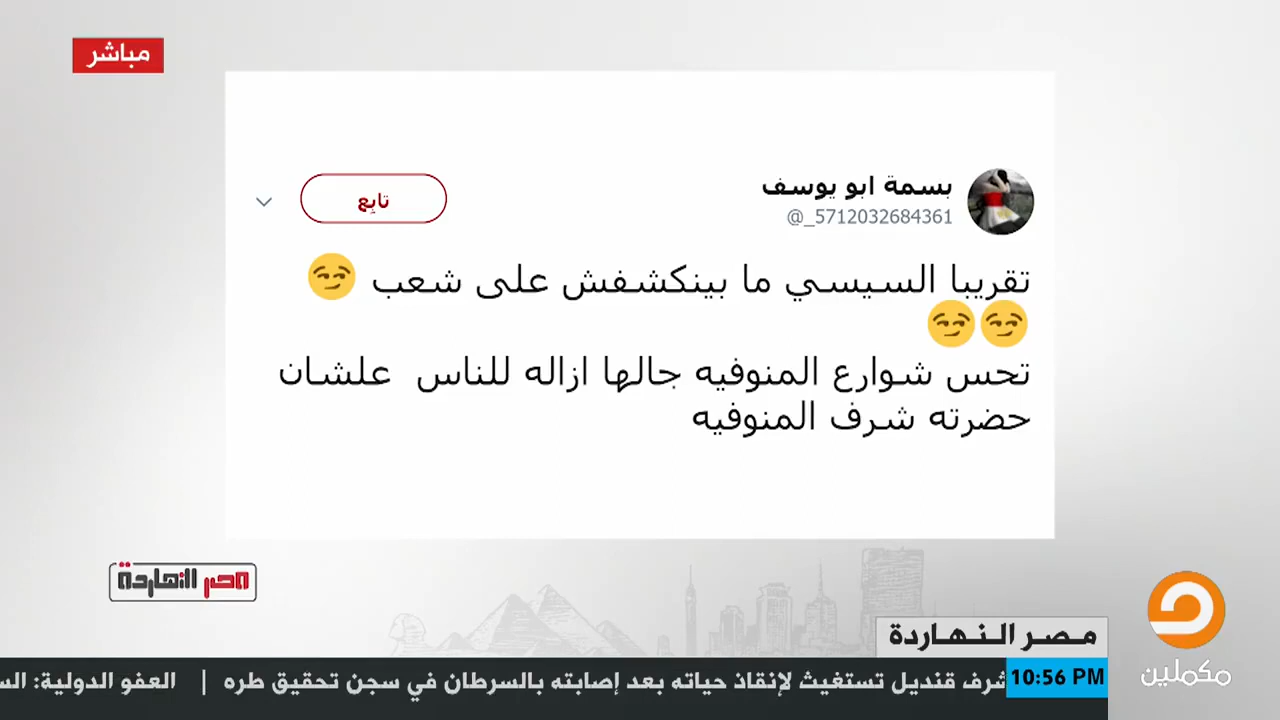 مباشر
بسمة ابو يوسف
@_5712032684361
تابِع
تقريبا السيسي ما بينكشفش على شعب 😏
😏😏
تحس شوارع المنوفيه جالها ازاله للناس علشان
حضرته شرف المنوفيه
مصر النهاردة
مصر النهاردة
مكملين
10:56 PM
شرف قنديل تستغيث لإنقاذ حياته بعد إصابته بالسرطان في سجن تحقيق طره | العفو الدولية: الس